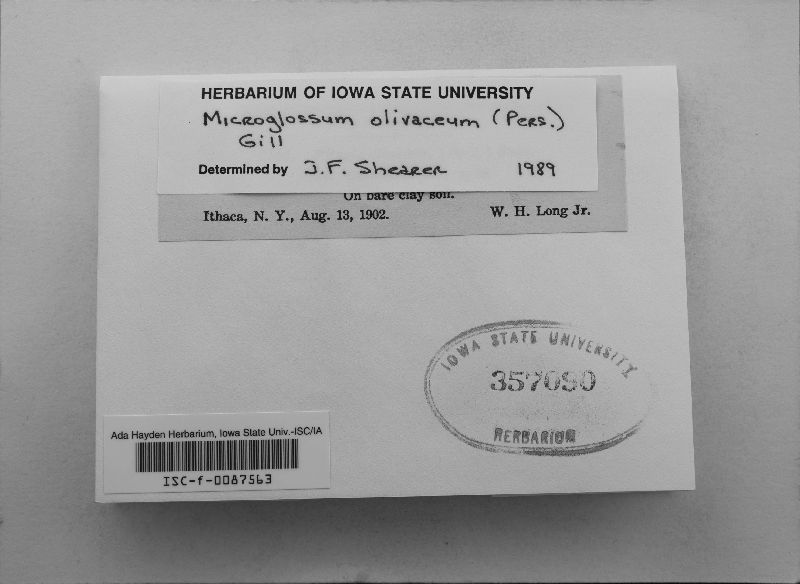 HERBARIUM OF IOWA STATE UNIVERSITY
Microglossum olivaceum (Pers.)
Gill
Determined by J.F. Shearer 1989
On bare clay soil.
Ithaca, N. Y., Aug. 13, 1902. W. H. Long Jr.
IOWA STATE UNIVERSITY
357090
HERBARIUM
Ada Hayden Herbarium, Iowa State Univ.-ISC/IA
ISC-f-0087563